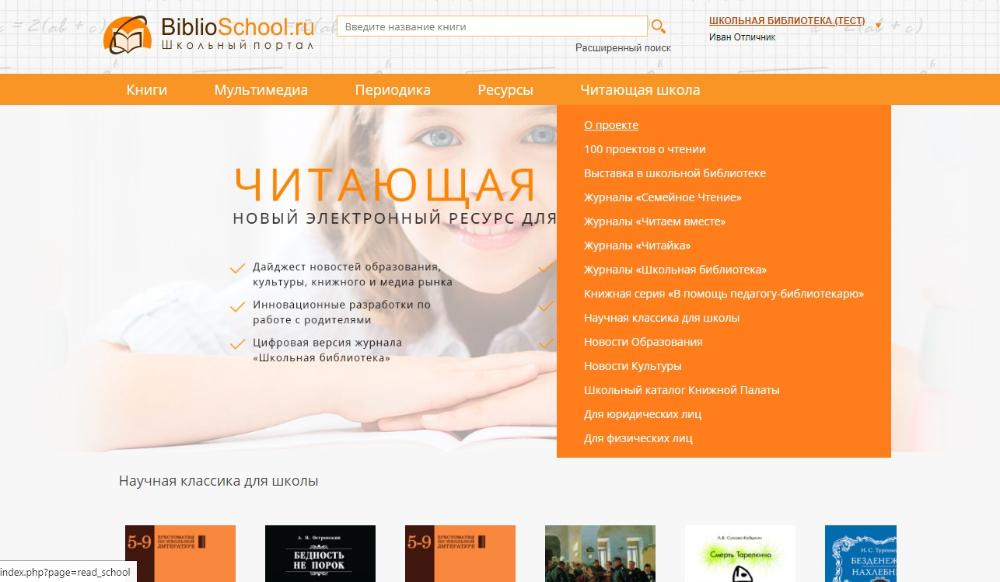 BiblioSchool.ru
Школьный портал
Введите название книги
Расширенный поиск
ШКОЛЬНАЯ БИБЛИОТЕКА (ТЕСТ)
Иван Отличник
Книги Мультимедиа Периодика Ресурсы Читающая школа
О проекте
100 проектов о чтении
Выставка в школьной библиотеке
Журналы «Семейное Чтение»
Журналы «Читаем вместе»
Журналы «Читайка»
Журналы «Школьная библиотека»
Книжная серия «В помощь педагогу-библиотекарю»
Научная классика для школы
Новости Образования
Новости Культуры
Школьный каталог Книжной Палаты
Для юридических лиц
Для физических лиц
ЧИТАЮЩАЯ
НОВЫЙ ЭЛЕКТРОННЫЙ РЕСУРС ДЛЯ
Дайджест новостей образования,
культуры, книжного и медиа рынка
Инновационные разработки по
работе с родителями
Цифровая версия журнала
«Школьная библиотека»
Научная классика для школы
5-9 ХРЕСТОМАТИЯ
ПО ШКОЛЬНОЙ
ЛИТЕРАТУРЕ
А. Н. Островский
БЕДНОСТЬ
НЕ ПОРОК
5-9 ХРЕСТОМАТИЯ
ПО ШКОЛЬНОЙ
ЛИТЕРАТУРЕ
А.В. Сухово-Кобылин
Смерть Тарелкина
И. С. Турген
БЕЗДЕНЕЖ
НАХЛЕБН
index.php?page=read_school